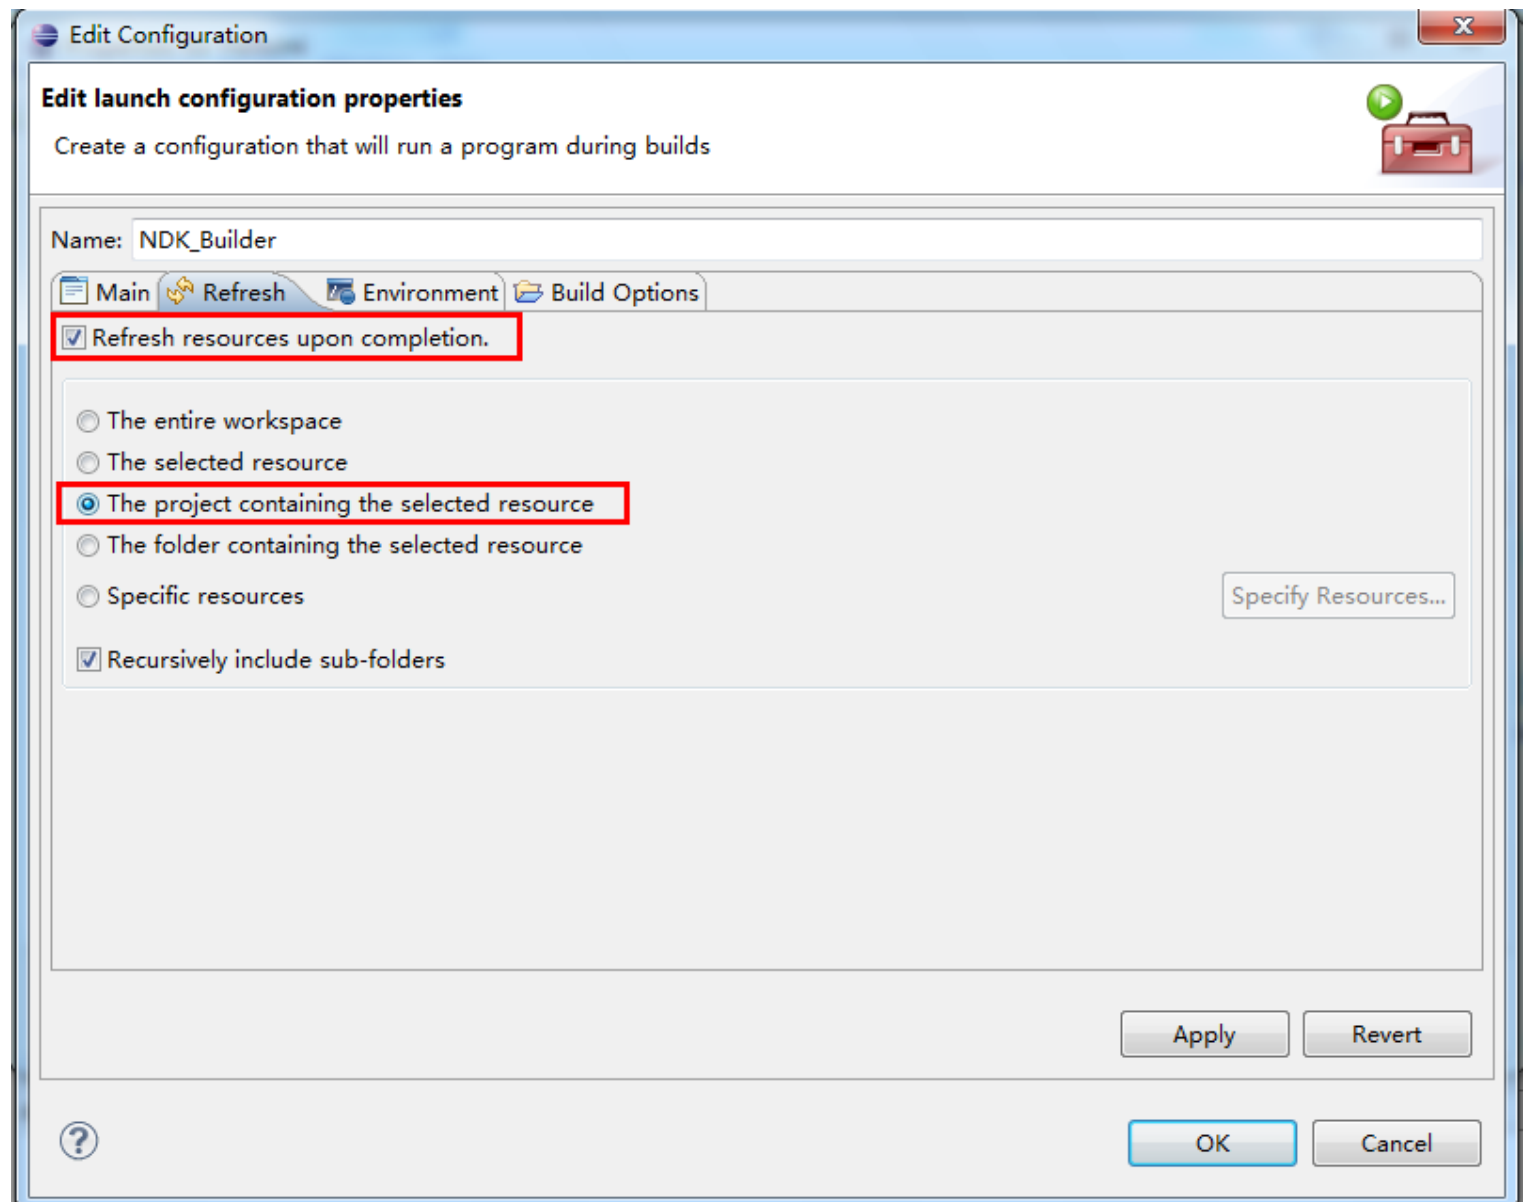 Edit Configuration
X
Edit launch configuration properties
Create a configuration that will run a program during builds
Name: NDK_Builder
Main Refresh Environment Build Options
Refresh resources upon completion.
The entire workspace
The selected resource
The project containing the selected resource
The folder containing the selected resource
Specific resources Specify Resources...
Recursively include sub-folders
Apply Revert
? OK Cancel